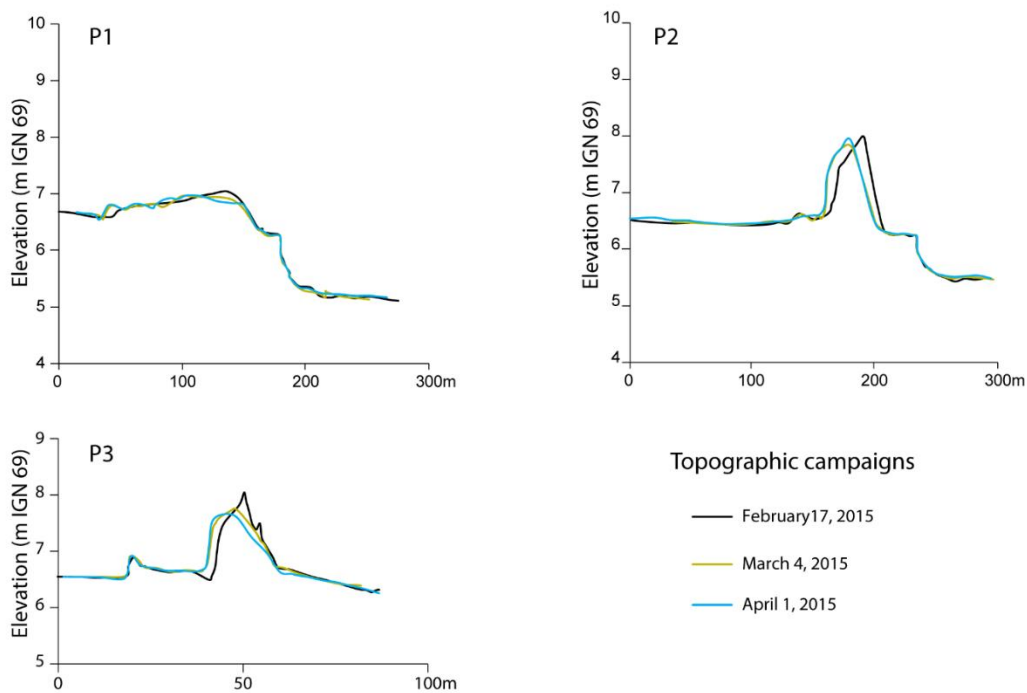 P1
Elevation (m IGN 69)
10
9
8
7
6
5
4
0 100 200 300m
P2
Elevation (m IGN 69)
10
9
8
7
6
5
4
0 100 200 300m
P3
Elevation (m IGN 69)
9
8
7
6
5
0 50 100m
Topographic campaigns
February17, 2015
March 4, 2015
April 1, 2015